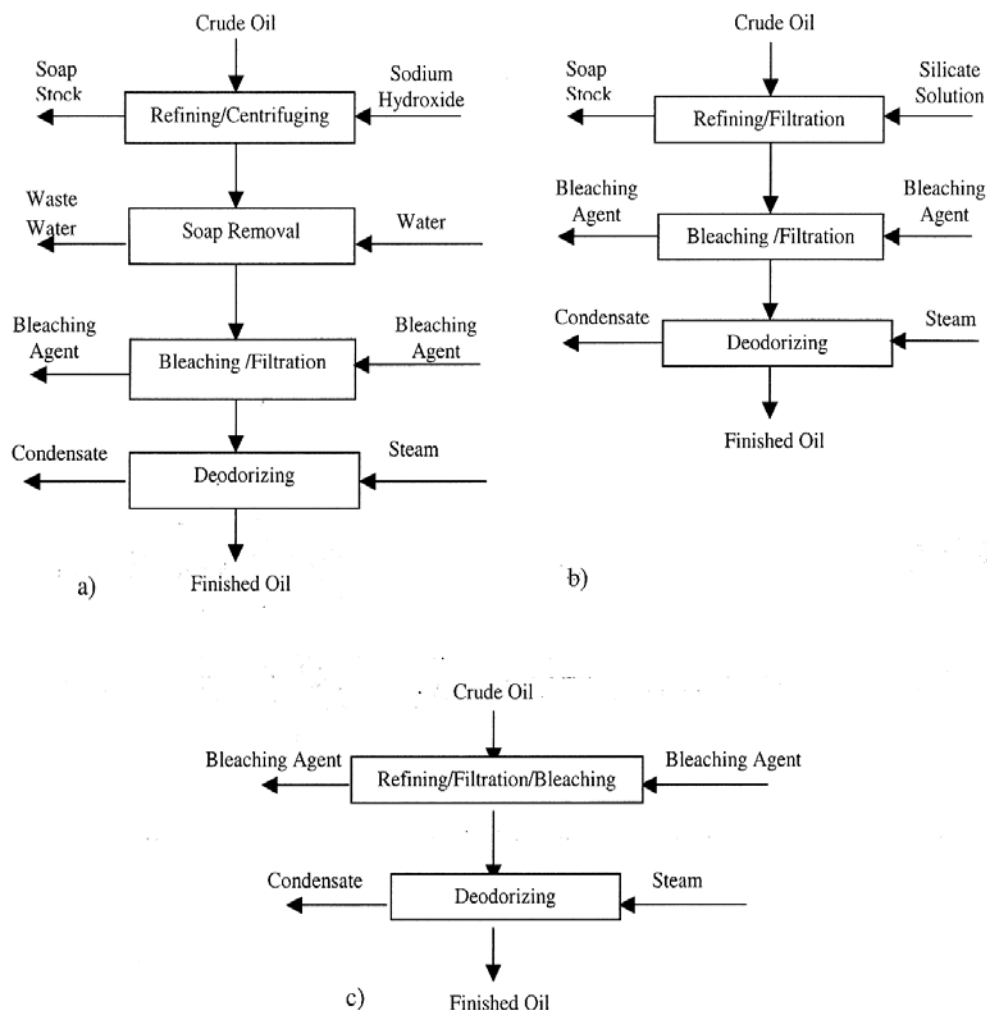 Crude Oil
Soap
Stock
Sodium
Hydroxide
Refining/Centrifuging
Waste
Water
Soap Removal
Water
Bleaching
Agent
Bleaching
Agent
Bleaching /Filtration
Condensate
Steam
Deodorizing
Finished Oil
a)
Crude Oil
Soap
Stock
Silicate
Solution
Refining/Filtration
Bleaching
Agent
Bleaching
Agent
Bleaching /Filtration
Condensate
Steam
Deodorizing
Finished Oil
b)
Crude Oil
Bleaching Agent
Bleaching Agent
Refining/Filtration/Bleaching
Condensate
Steam
Deodorizing
Finished Oil
c)